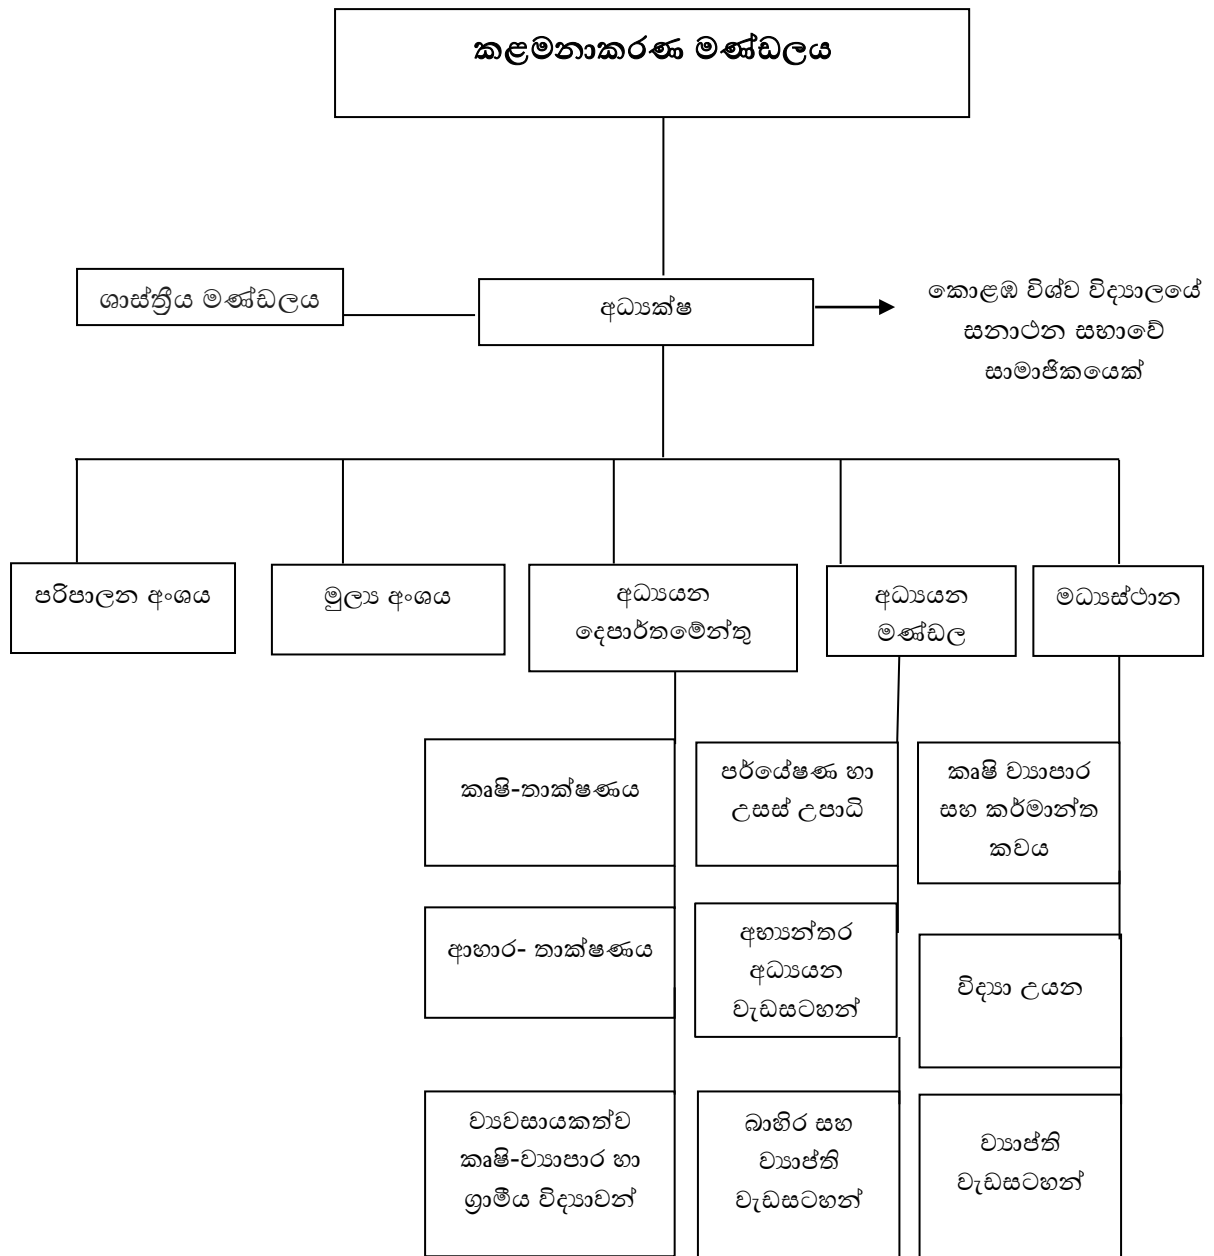 කළමනාකරණ මණ්ඩලය
ශාස්ත්‍රීය මණ්ඩලය
අධ්‍යක්ෂ
කොළඹ විශ්ව විද්‍යාලයේ
සනාථන සභාවේ
සාමාජිකයෙක්
පරිපාලන අංශය
මුල්‍ය අංශය
අධ්‍යයන
දෙපාර්තමේන්තු
අධ්‍යයන
මණ්ඩල
මධ්‍යස්ථාන
කෘෂි-තාක්ෂණය
පර්යේෂණ හා
උසස් උපාධි
කෘෂි ව්‍යාපාර
සහ කර්මාන්ත
කවය
ආහාර- තාක්ෂණය
අභ්‍යන්තර
අධ්‍යයන
වැඩසටහන්
විද්‍යා උයන
ව්‍යවසායකත්ව
කෘෂි-ව්‍යාපාර හා
ග්‍රාමීය විද්‍යාවන්
බාහිර සහ
ව්‍යාප්ති
වැඩසටහන්
ව්‍යාප්ති
වැඩසටහන්